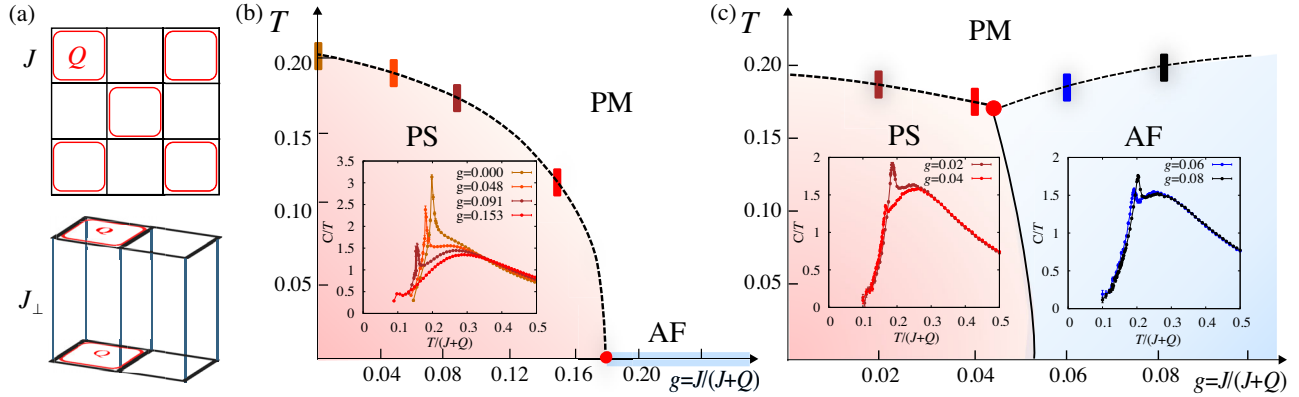 (a)
J
Q
Q
J⊥
Q
(b)
T
0.20
0.15
0.10
0.05
PM
PS
3.5
3
2.5
2
1.5
1
0.5
C/T
g=0.000
g=0.048
g=0.091
g=0.153
0 0.1 0.2 0.3 0.4 0.5
T/(J+Q)
AF
0.04 0.08 0.12 0.16 0.20
g=J/(J+Q)
(c)
T
PM
0.20
0.15
0.10
0.05
PS
AF
2
1.5
1
0.5
0
C/T
g=0.02
g=0.04
0 0.1 0.2 0.3 0.4 0.5
T/(J+Q)
2
1.5
1
0.5
0
C/T
g=0.06
g=0.08
0 0.1 0.2 0.3 0.4 0.5
T/(J+Q)
0.02 0.04 0.06 0.08
g=J/(J+Q)